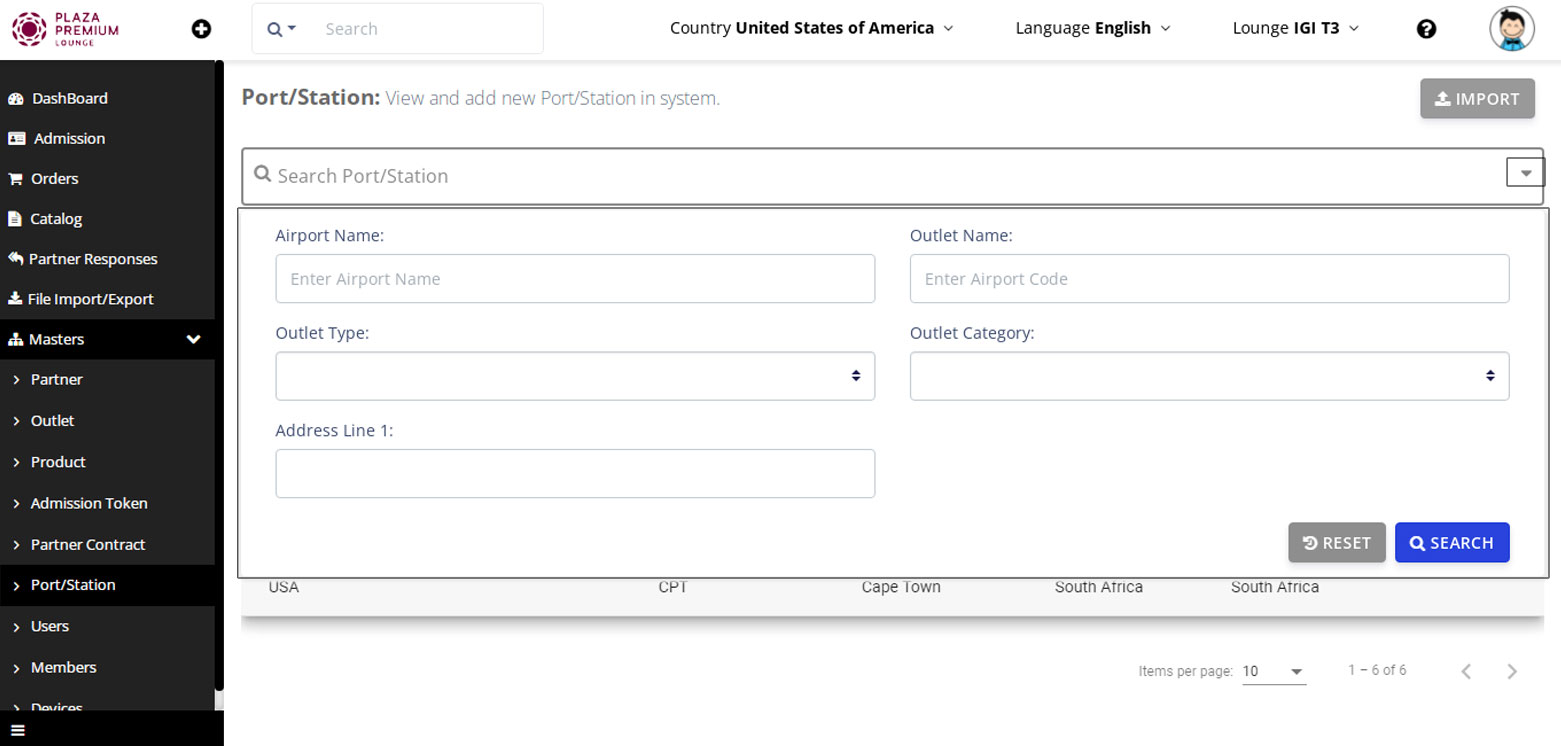 PLAZA
PREMIUM
LOUNGE
Search
Country United States of America
Language English
Lounge IGI T3
DashBoard
Admission
Orders
Catalog
Partner Responses
File Import/Export
Masters
Partner
Outlet
Product
Admission Token
Partner Contract
Port/Station
Users
Members
Devices
Port/Station: View and add new Port/Station in system.
IMPORT
Search Port/Station
Airport Name:
Outlet Name:
Enter Airport Name
Enter Airport Code
Outlet Type:
Outlet Category:
Address Line 1:
RESET
SEARCH
USA CPT Cape Town South Africa South Africa
Items per page: 10 1 – 6 of 6